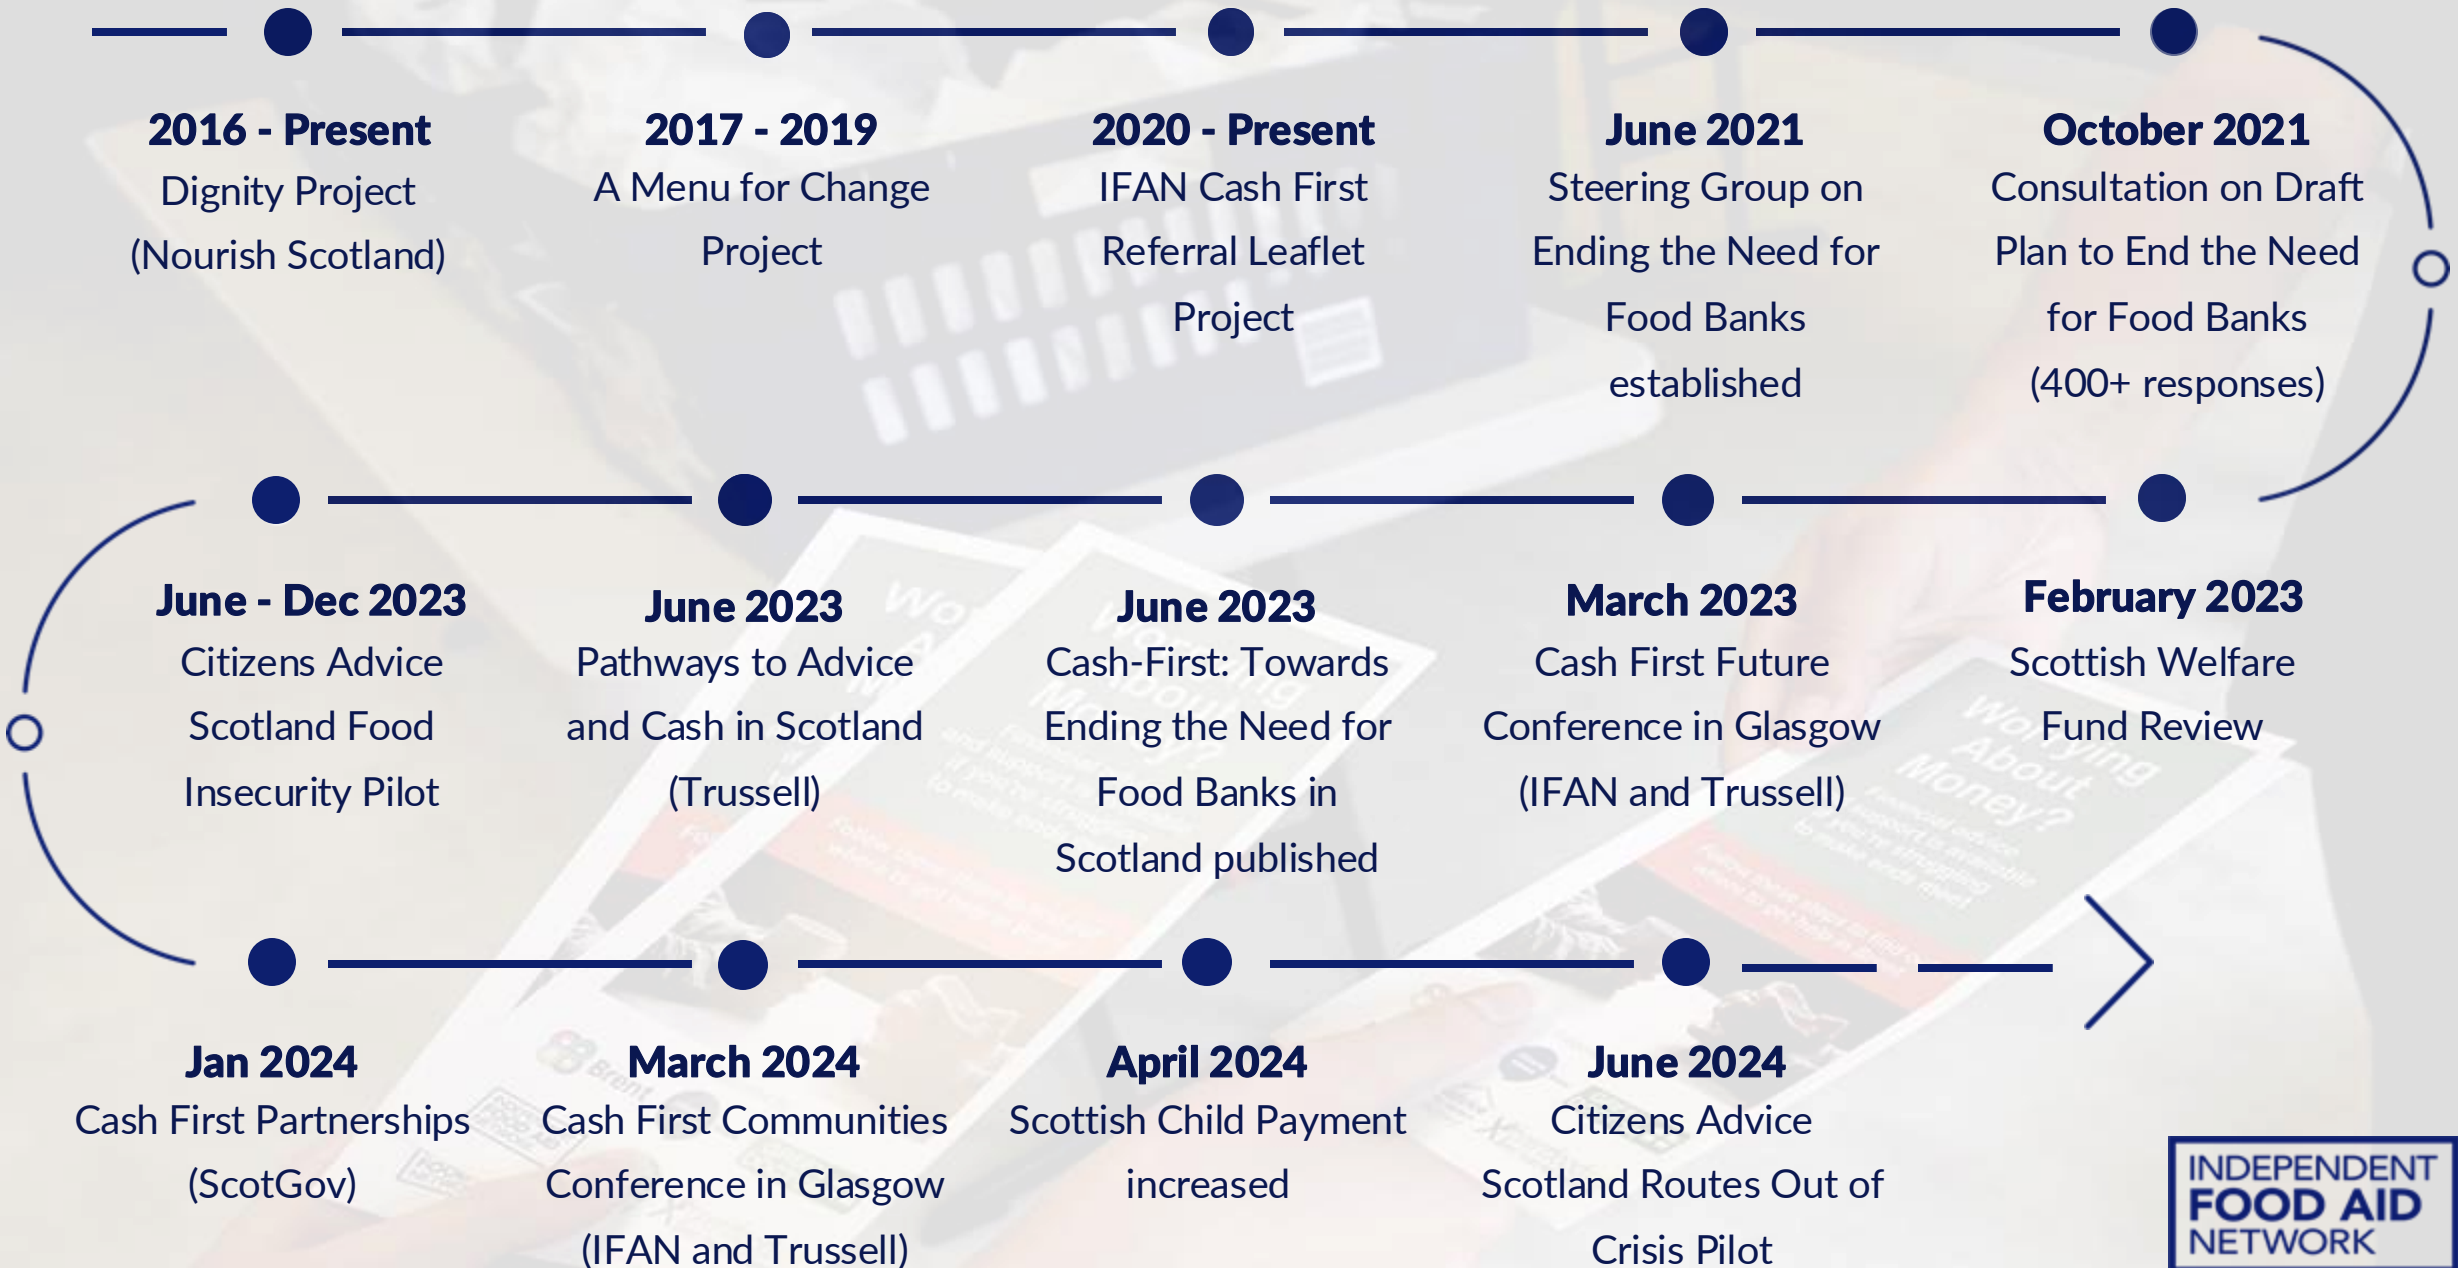 2016 - Present
Dignity Project
(Nourish Scotland)
2017 - 2019
A Menu for Change
Project
2020 - Present
IFAN Cash First
Referral Leaflet
Project
June 2021
Steering Group on
Ending the Need for
Food Banks
established
October 2021
Consultation on Draft
Plan to End the Need
for Food Banks
(400+ responses)
February 2023
Scottish Welfare
Fund Review
March 2023
Cash First Future
Conference in Glasgow
(IFAN and Trussell)
June 2023
Cash-First: Towards
Ending the Need for
Food Banks in
Scotland published
June 2023
Pathways to Advice
and Cash in Scotland
(Trussell)
June - Dec 2023
Citizens Advice
Scotland Food
Insecurity Pilot
Jan 2024
Cash First Partnerships
(ScotGov)
March 2024
Cash First Communities
Conference in Glasgow
(IFAN and Trussell)
April 2024
Scottish Child Payment
increased
June 2024
Citizens Advice
Scotland Routes Out of
Crisis Pilot
Worrying
About
Money?
Worrying
About
Money?
Brent
INDEPENDENT
FOOD AID
NETWORK